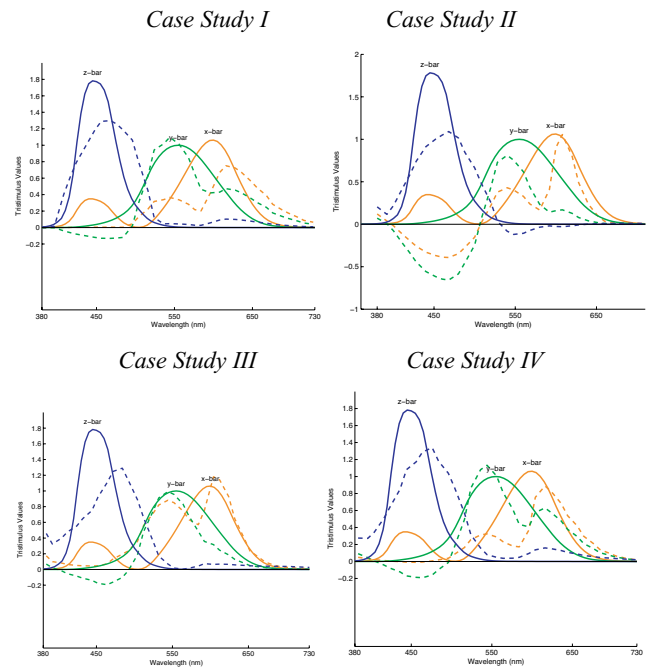 Case Study I
Case Study II
z-bar
y-bar
x-bar
1.8
1.6
1.4
1.2
1
0.8
0.6
0.4
0.2
0
−0.2
Tristimulus Values
380
450
550
650
730
Wavelength (nm)
z-bar
y-bar
x-bar
2
1.5
1
0.5
0
−0.5
−1
Tristimulus Values
380
450
550
650
Wavelength (nm)
Case Study III
Case Study IV
z-bar
y-bar
x-bar
1.8
1.6
1.4
1.2
1
0.8
0.6
0.4
0.2
0
−0.2
Tristimulus Values
380
450
550
650
730
Wavelength (nm)
z-bar
y-bar
x-bar
1.8
1.6
1.4
1.2
1
0.8
0.6
0.4
0.2
0
−0.2
Tristimulus Values
380
450
550
650
730
Wavelength (nm)